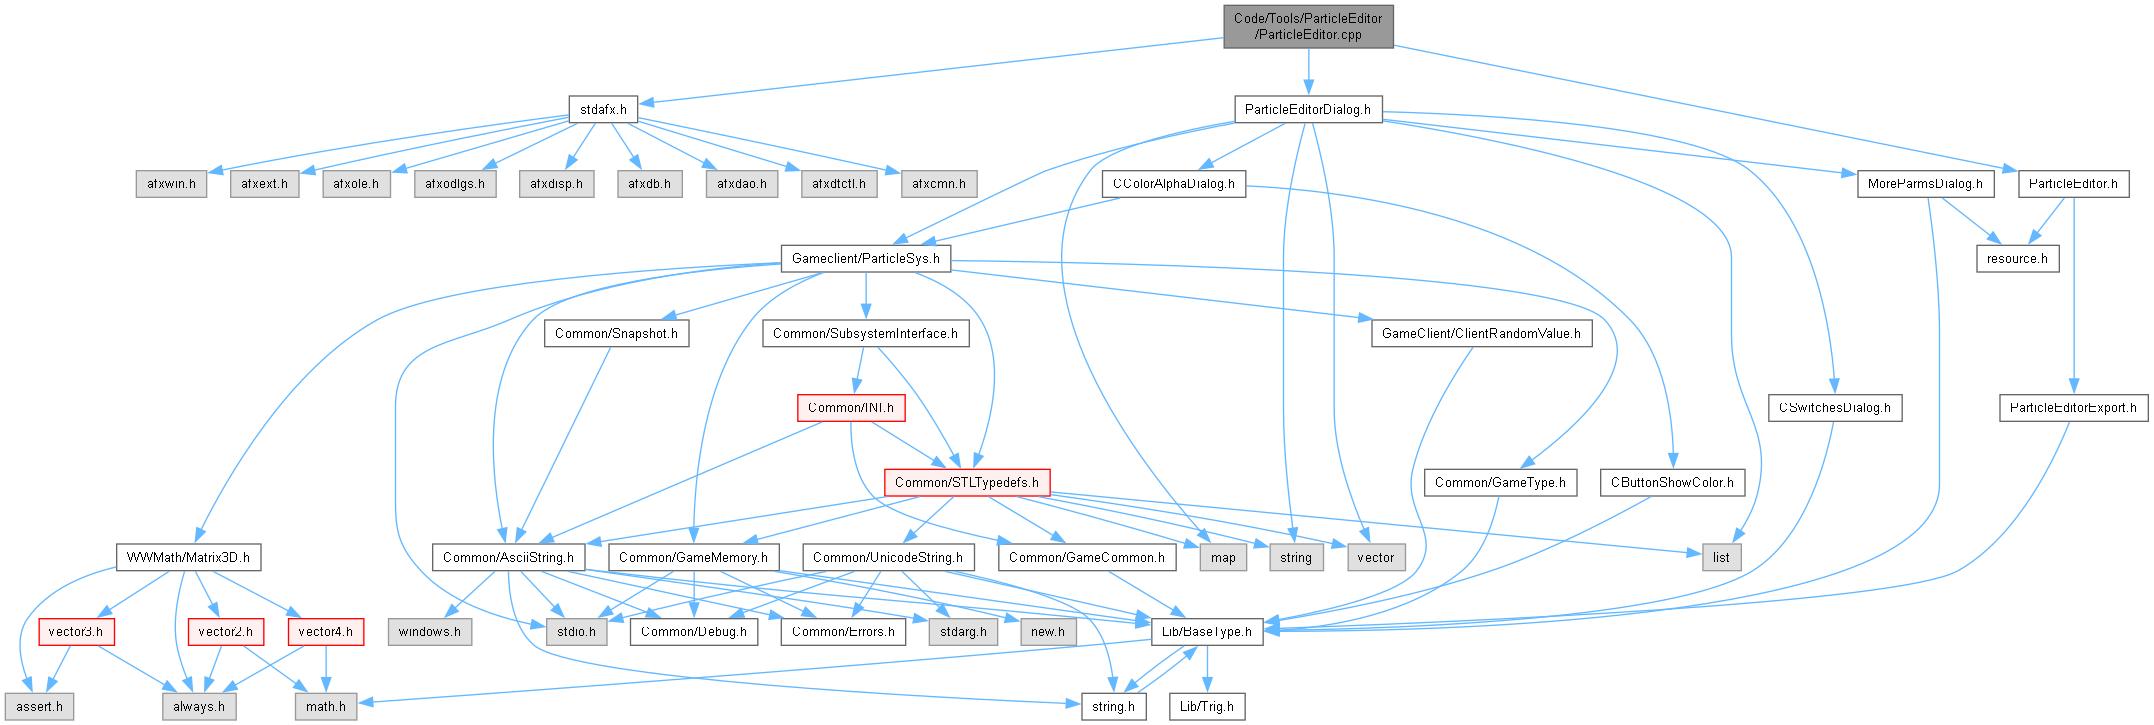 Code/Tools/ParticleEditor
/ParticleEditor.cpp
stdafx.h
ParticleEditorDialog.h
afxwin.h
afxext.h
afxole.h
afxodlgs.h
afxdisp.h
afxdb.h
afxdao.h
afxdtctl.h
afxcmn.h
CColorAlphaDialog.h
MoreParmsDialog.h
ParticleEditor.h
Gameclient/ParticleSys.h
resource.h
Common/Snapshot.h
Common/SubsystemInterface.h
GameClient/ClientRandomValue.h
Common/INI.h
CSwitchesDialog.h
ParticleEditorExport.h
Common/STLTypedefs.h
Common/GameType.h
CButtonShowColor.h
WWMath/Matrix3D.h
Common/AsciiString.h
Common/GameMemory.h
Common/UnicodeString.h
Common/GameCommon.h
map
string
vector
list
vector3.h
vector2.h
vector4.h
windows.h
stdio.h
Common/Debug.h
Common/Errors.h
stdarg.h
new.h
Lib/BaseType.h
assert.h
always.h
math.h
string.h
Lib/Trig.h